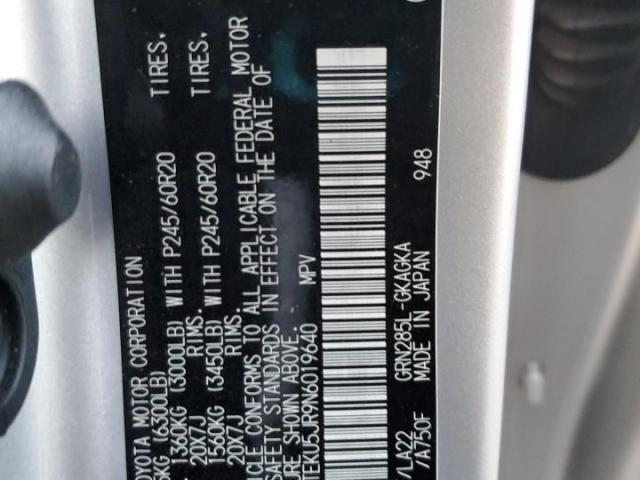 TOYOTA MOTOR CORPORATION
KG (6300LB)
1360KG (3000LB) WITH P245/60R20 TIRES.
20X7J RIMS.
1560KG (3450LB) WITH P245/60R20 TIRES.
20X7J RIMS.
CONFORMS TO ALL APPLICABLE FEDERAL MOTOR
SAFETY STANDARDS IN EFFECT ON THE DATE OF
SHOWN ABOVE.
TEKU5JR9N6019640 MPV
/LA22 GRN285L-GKAGKA
/A750F MADE IN JAPAN 948